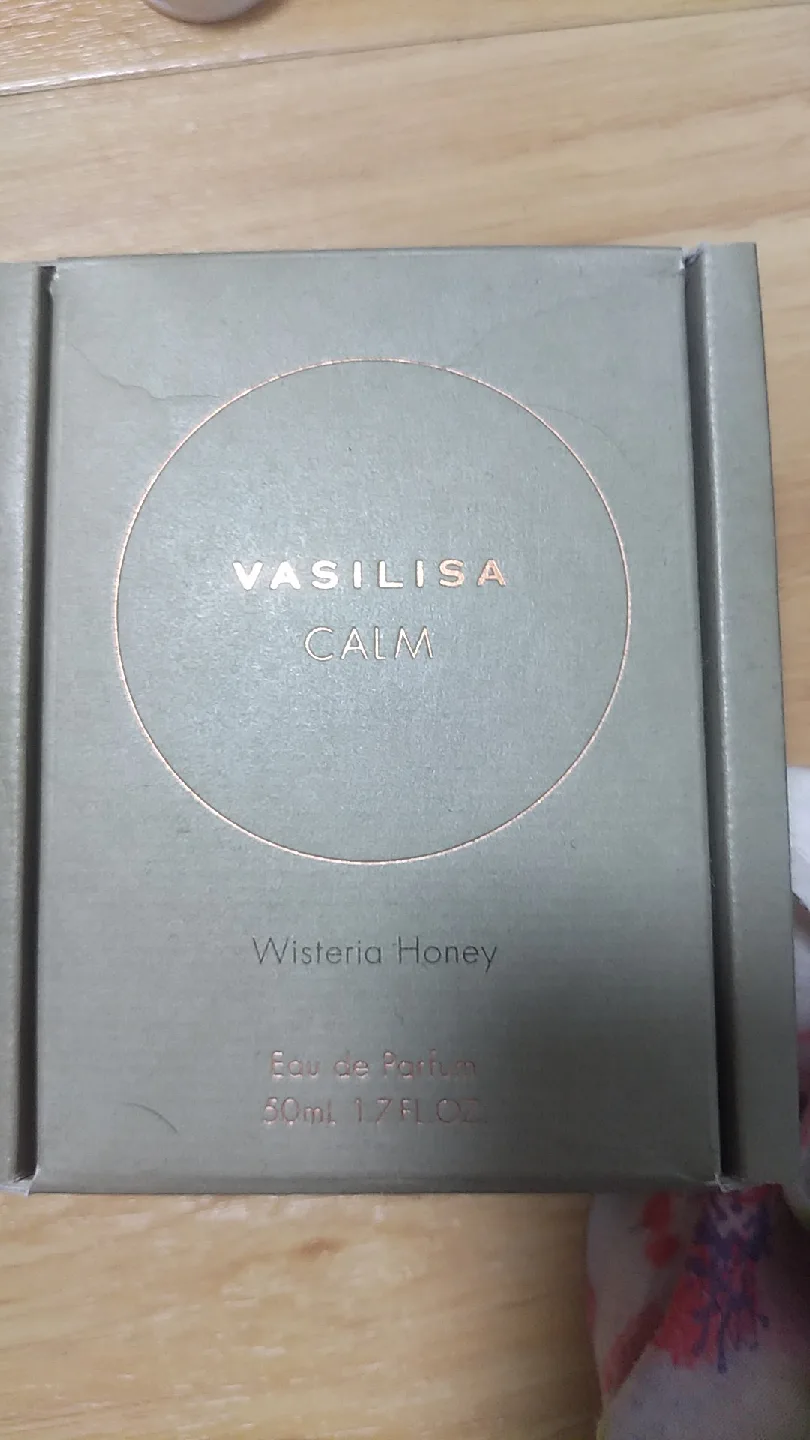 VASILISA
CALM
Wisteria Honey
Eau de Parfum
50mL 1.7 FL.OZ.